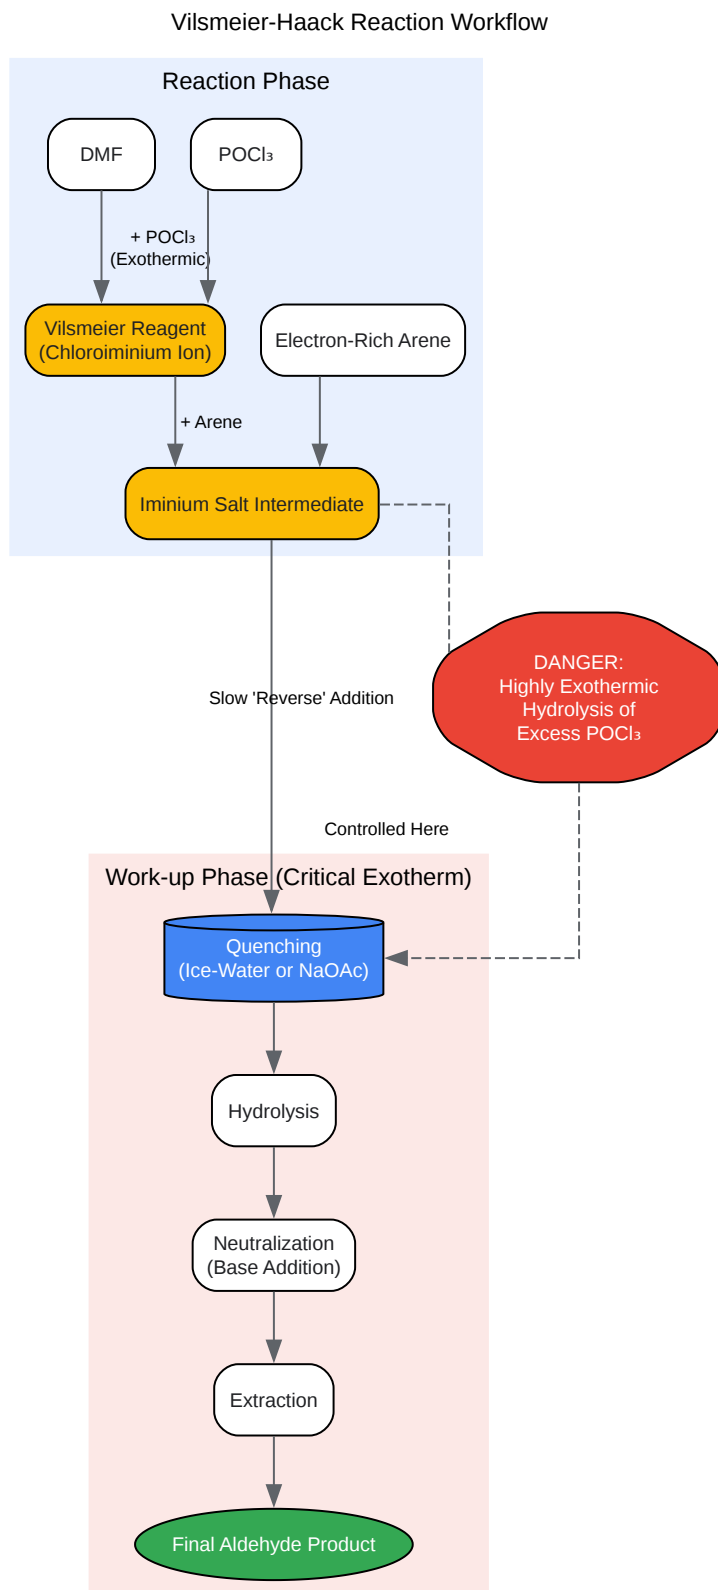 Vilsmeier-Haack Reaction Workflow
Reaction Phase
DMF
POCl₃
+ POCl₃
(Exothermic)
Vilsmeier Reagent
(Chloroiminium Ion)
Electron-Rich Arene
+ Arene
Iminium Salt Intermediate
DANGER:
Highly Exothermic
Hydrolysis of
Excess POCl₃
Slow 'Reverse' Addition
Controlled Here
Work-up Phase (Critical Exotherm)
Quenching
(Ice-Water or NaOAc)
Hydrolysis
Neutralization
(Base Addition)
Extraction
Final Aldehyde Product